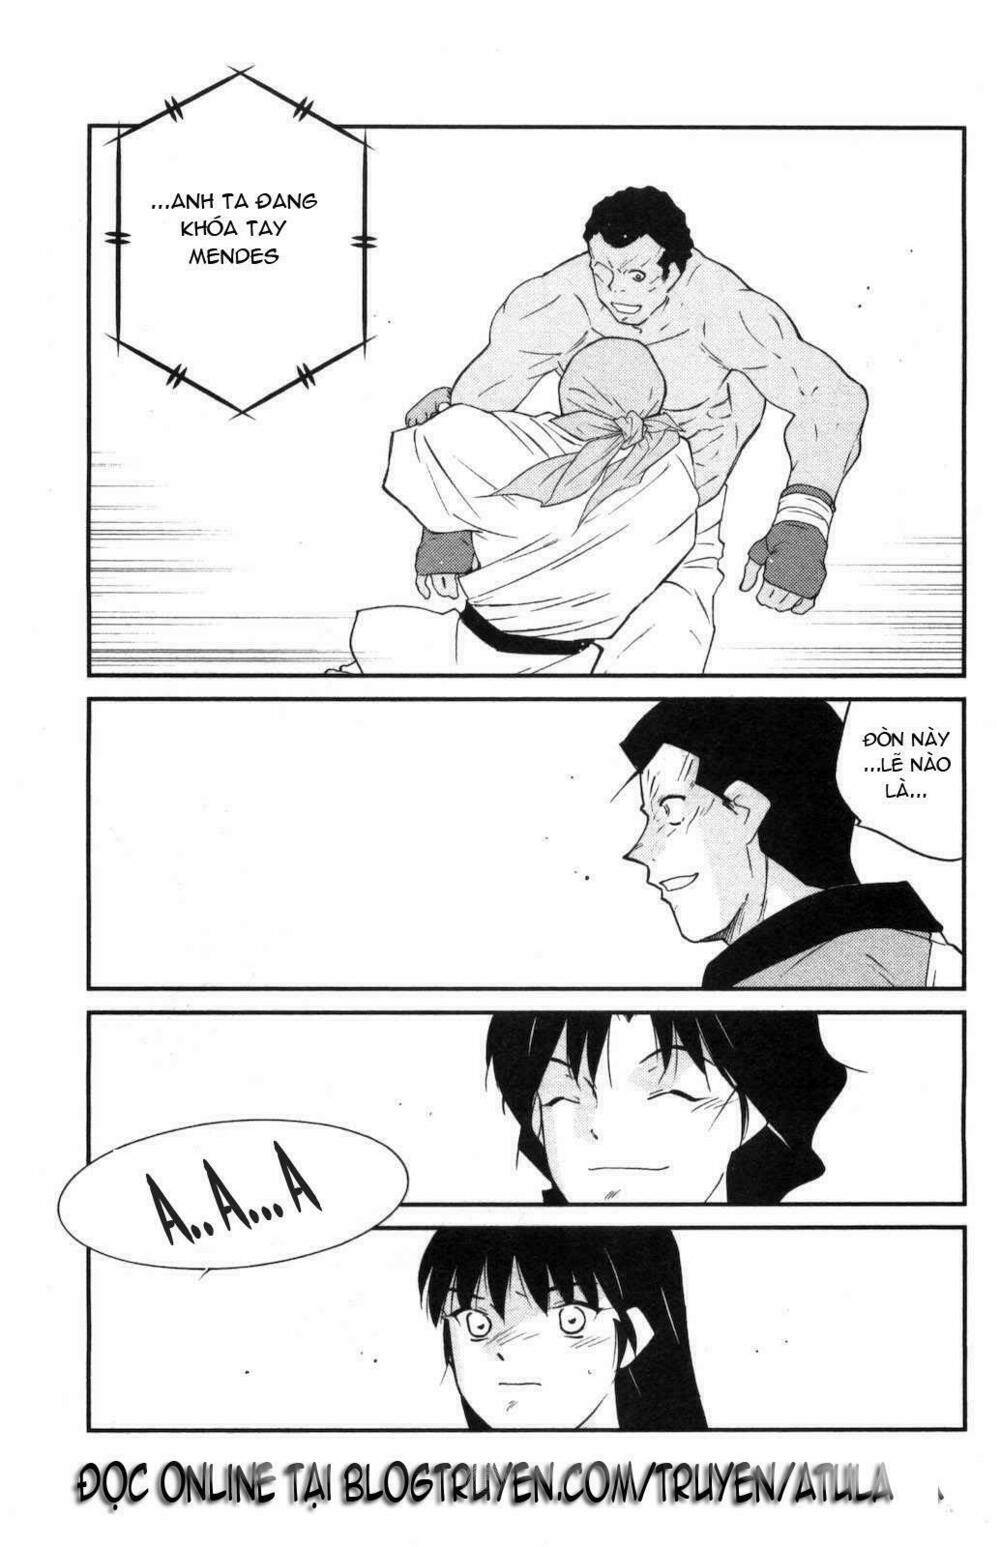 ...ANH TA ĐANG
KHÓA TAY
MENDES
ĐÒN NÀY
...LẼ NÀO
LÀ...
A..A...A
ĐỌC ONLINE TẠI BLOGTRUYEN.COM/TRUYEN/ATULA